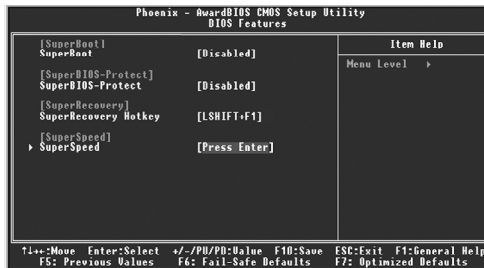 Phoenix - AwardBIOS CMOS Setup Utility
BIOS Features
[SuperBoot]
SuperBoot [Disabled]
[SuperBIOS-Protect]
SuperBIOS-Protect [Disabled]
[SuperRecovery]
SuperRecovery Hotkey [LSHIFT+F1]
[SuperSpeed]
SuperSpeed [Press Enter]
Item Help
Menu Level
↑↓→←:Move Enter:Select +/-/PU/PD:Value F10:Save ESC:Exit F1:General Help
F5: Previous Values F6: Fail-Safe Defaults F7: Optimized Defaults